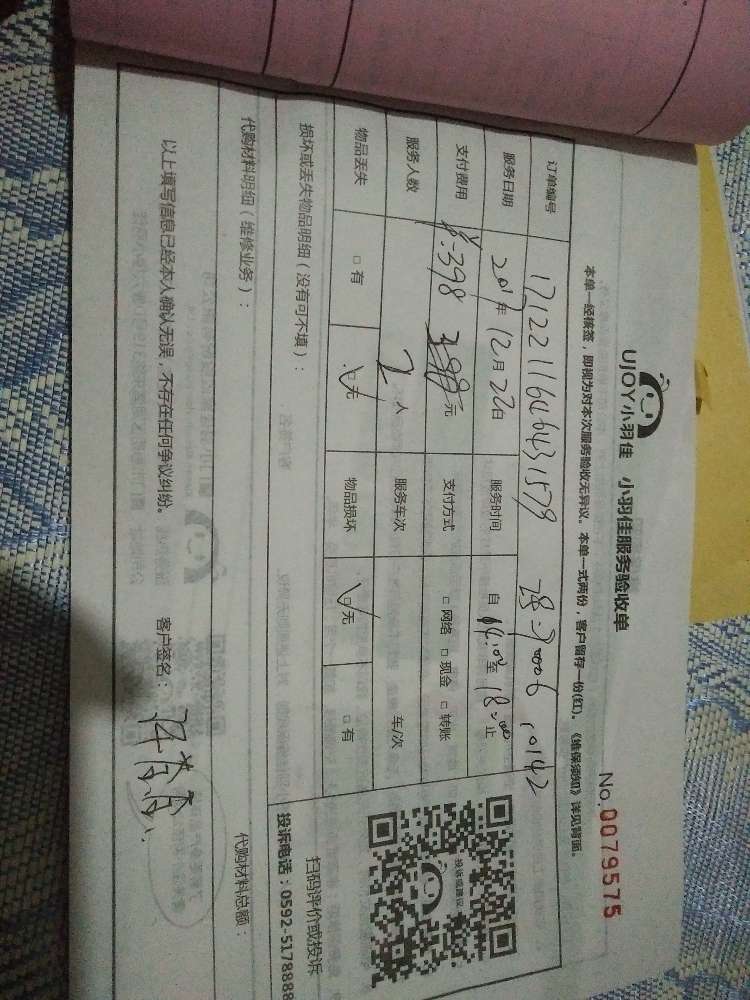 UJOY小羽佳 小羽佳服务验收单
No.0079575
本单一经核签，即视为对本次服务验收无异议。本单一式两份，客户留存一份(红)。《维保须知》详见背面。
订单编号 17122111646431579
服务日期 2017年12月22日 服务时间 自14:00至18:00止
支付费用 398元 支付方式 □网络 □现金 □转账
服务人数 2人 服务车次 车/次
物品丢失 □有 ☑无 物品损坏 ☑无 □有
损坏或丢失物品明细（没有可不填）：
代购材料明细（维修业务）：
代购材料总额：
以上填写信息已经本人确认无误，不存在任何争议纠纷。 客户签名：
投诉或建议
扫码评价或投诉
投诉电话：0592-5178888